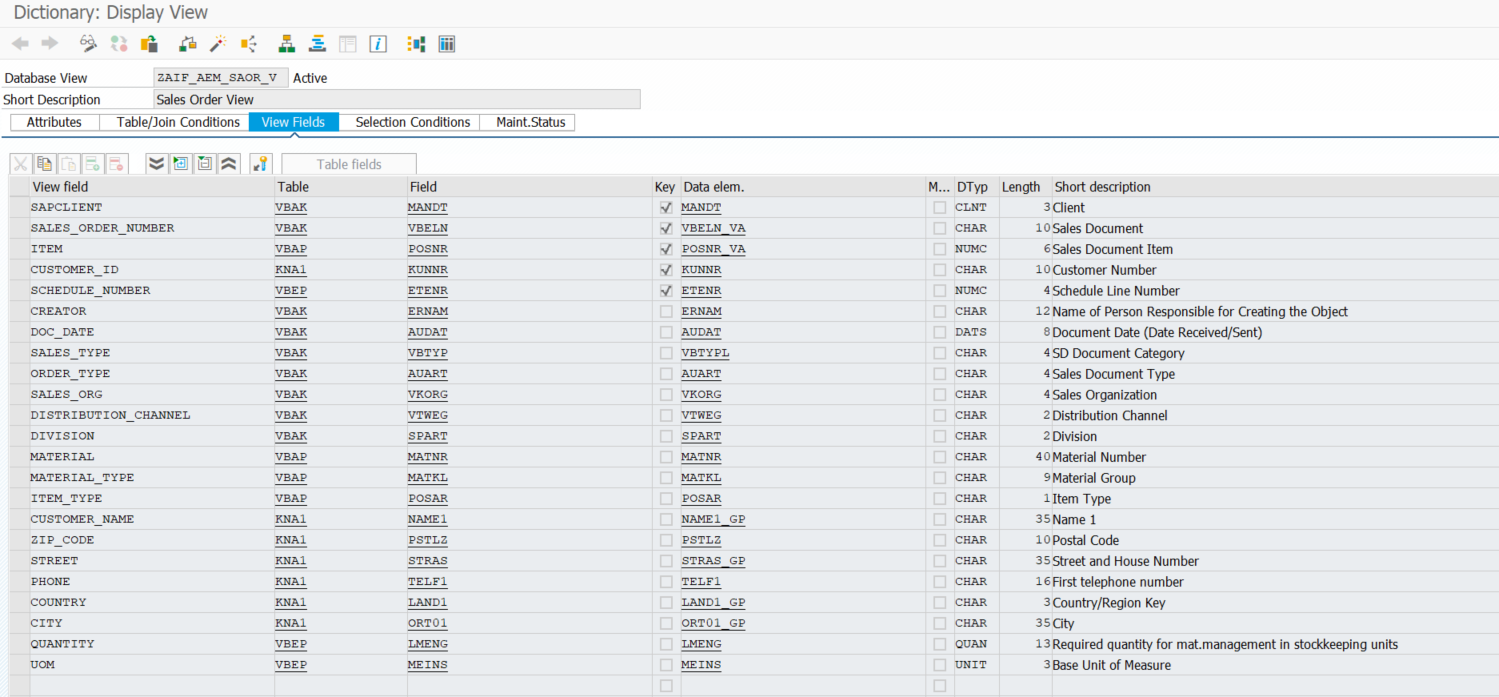 Dictionary: Display View
Database View ZAIF_AEM_SAOR_V Active
Short Description Sales Order View
Attributes Table/Join Conditions View Fields Selection Conditions Maint.Status
Table fields
View field Table Field Key Data elem. M... DTyp Length Short description
SAPCLIENT VBAK MANDT MANDT CLNT 3 Client
SALES_ORDER_NUMBER VBAK VBELN VBELN_VA CHAR 10 Sales Document
ITEM VBAP POSNR POSNR_VA NUMC 6 Sales Document Item
CUSTOMER_ID KNA1 KUNNR KUNNR CHAR 10 Customer Number
SCHEDULE_NUMBER VBEP ETENR ETENR NUMC 4 Schedule Line Number
CREATOR VBAK ERNAM ERNAM CHAR 12 Name of Person Responsible for Creating the Object
DOC_DATE VBAK AUDAT AUDAT DATS 8 Document Date (Date Received/Sent)
SALES_TYPE VBAK VBTYP VBTYPL CHAR 4 SD Document Category
ORDER_TYPE VBAK AUART AUART CHAR 4 Sales Document Type
SALES_ORG VBAK VKORG VKORG CHAR 4 Sales Organization
DISTRIBUTION_CHANNEL VBAK VTWEG VTWEG CHAR 2 Distribution Channel
DIVISION VBAK SPART SPART CHAR 2 Division
MATERIAL VBAP MATNR MATNR CHAR 40 Material Number
MATERIAL_TYPE VBAP MATKL MATKL CHAR 9 Material Group
ITEM_TYPE VBAP POSAR POSAR CHAR 1 Item Type
CUSTOMER_NAME KNA1 NAME1 NAME1_GP CHAR 35 Name 1
ZIP_CODE KNA1 PSTLZ PSTLZ CHAR 10 Postal Code
STREET KNA1 STRAS STRAS_GP CHAR 35 Street and House Number
PHONE KNA1 TELF1 TELF1 CHAR 16 First telephone number
COUNTRY KNA1 LAND1 LAND1_GP CHAR 3 Country/Region Key
CITY KNA1 ORT01 ORT01_GP CHAR 35 City
QUANTITY VBEP LMENG LMENG QUAN 13 Required quantity for mat.management in stockkeeping units
UOM VBEP MEINS MEINS UNIT 3 Base Unit of Measure